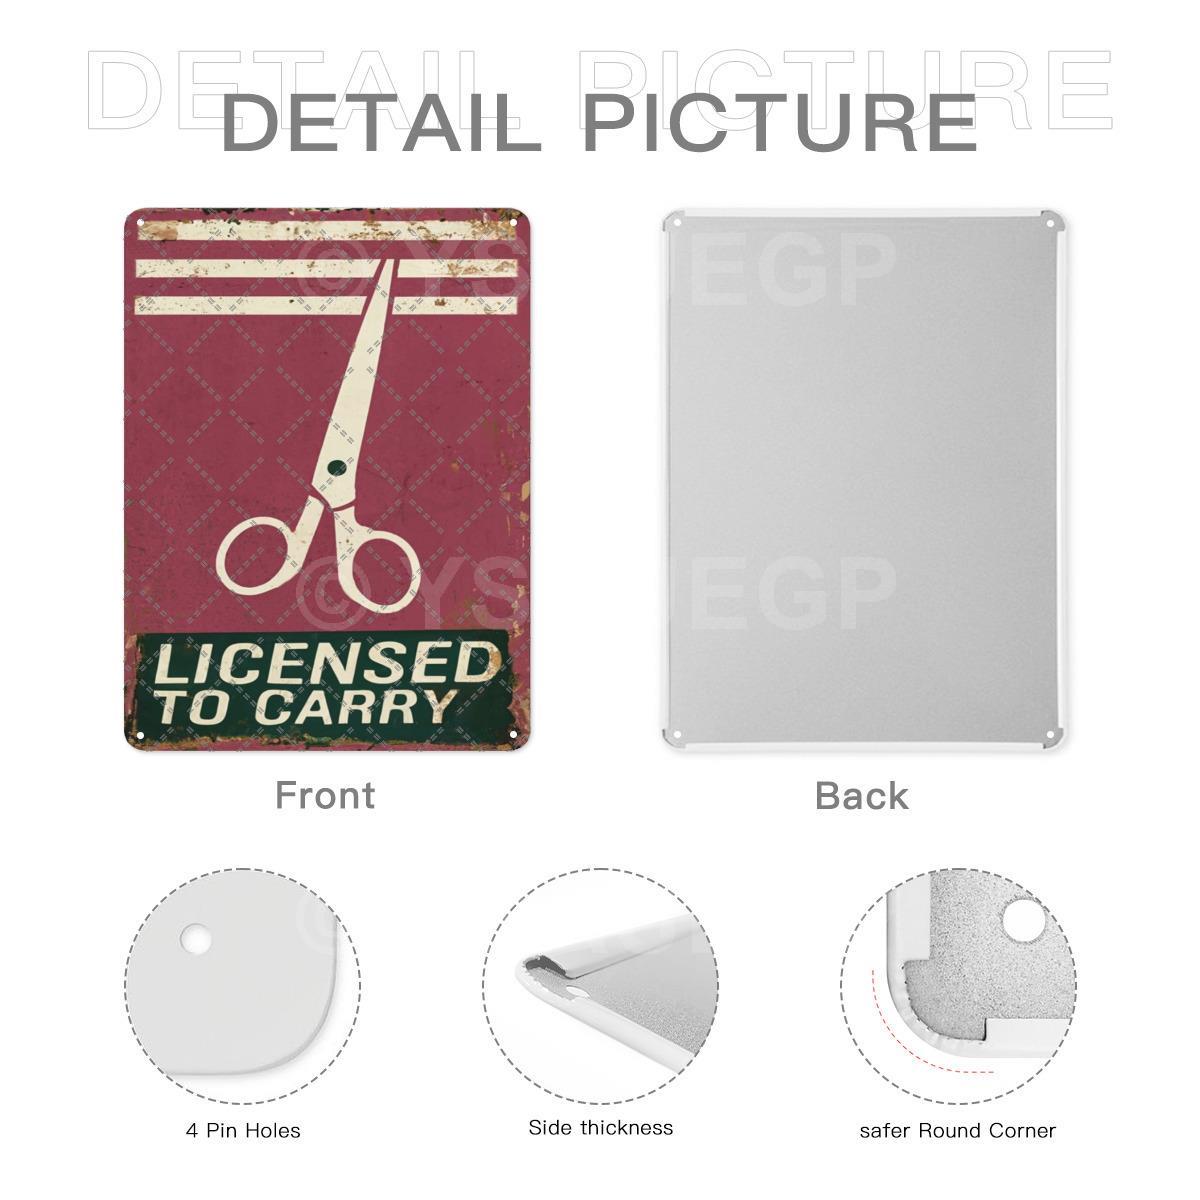 DETAIL PICTURE
DETAIL PICTURE
LICENSED
TO CARRY
Front
Back
4 Pin Holes
Side thickness
safer Round Corner